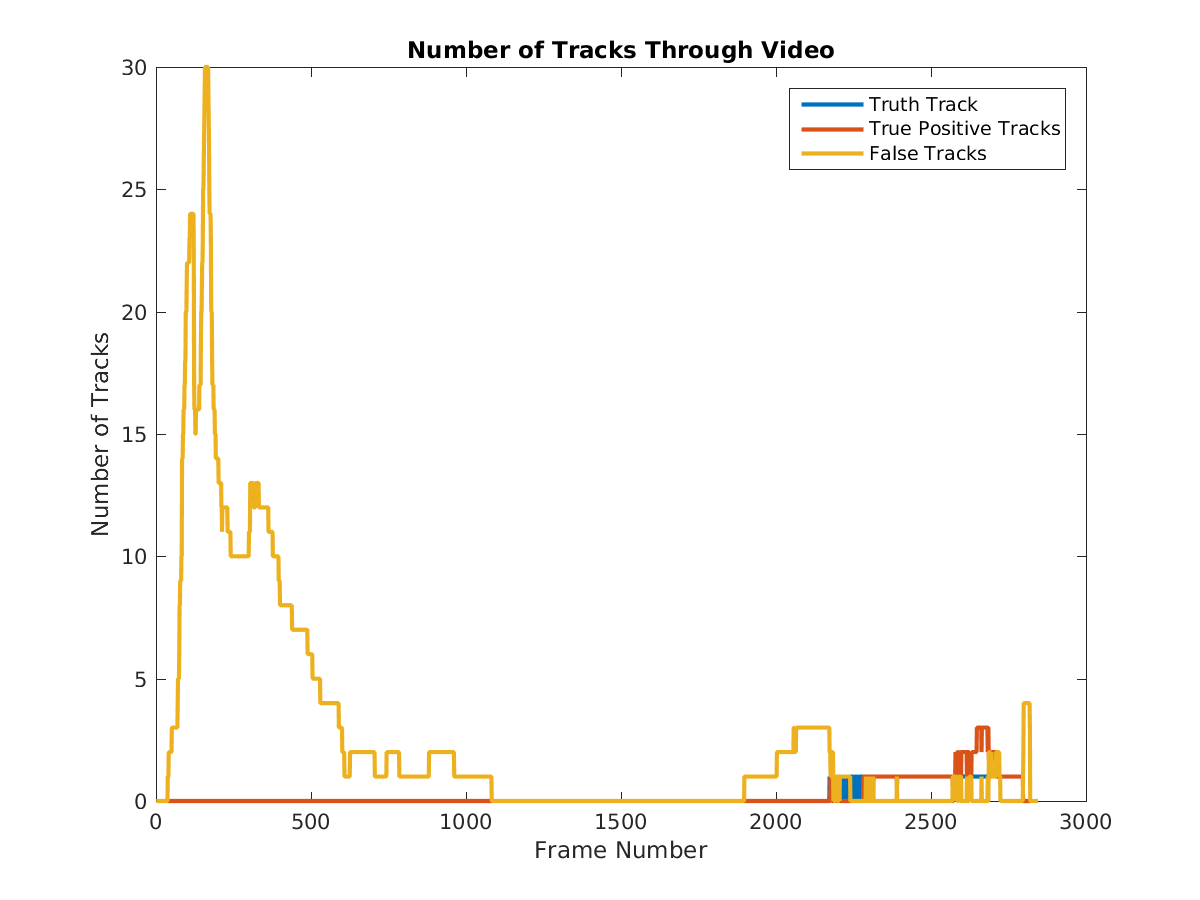 Number of Tracks Through Video
Truth Track
True Positive Tracks
False Tracks
Number of Tracks
30
25
20
15
10
5
0
0 500 1000 1500 2000 2500 3000
Frame Number